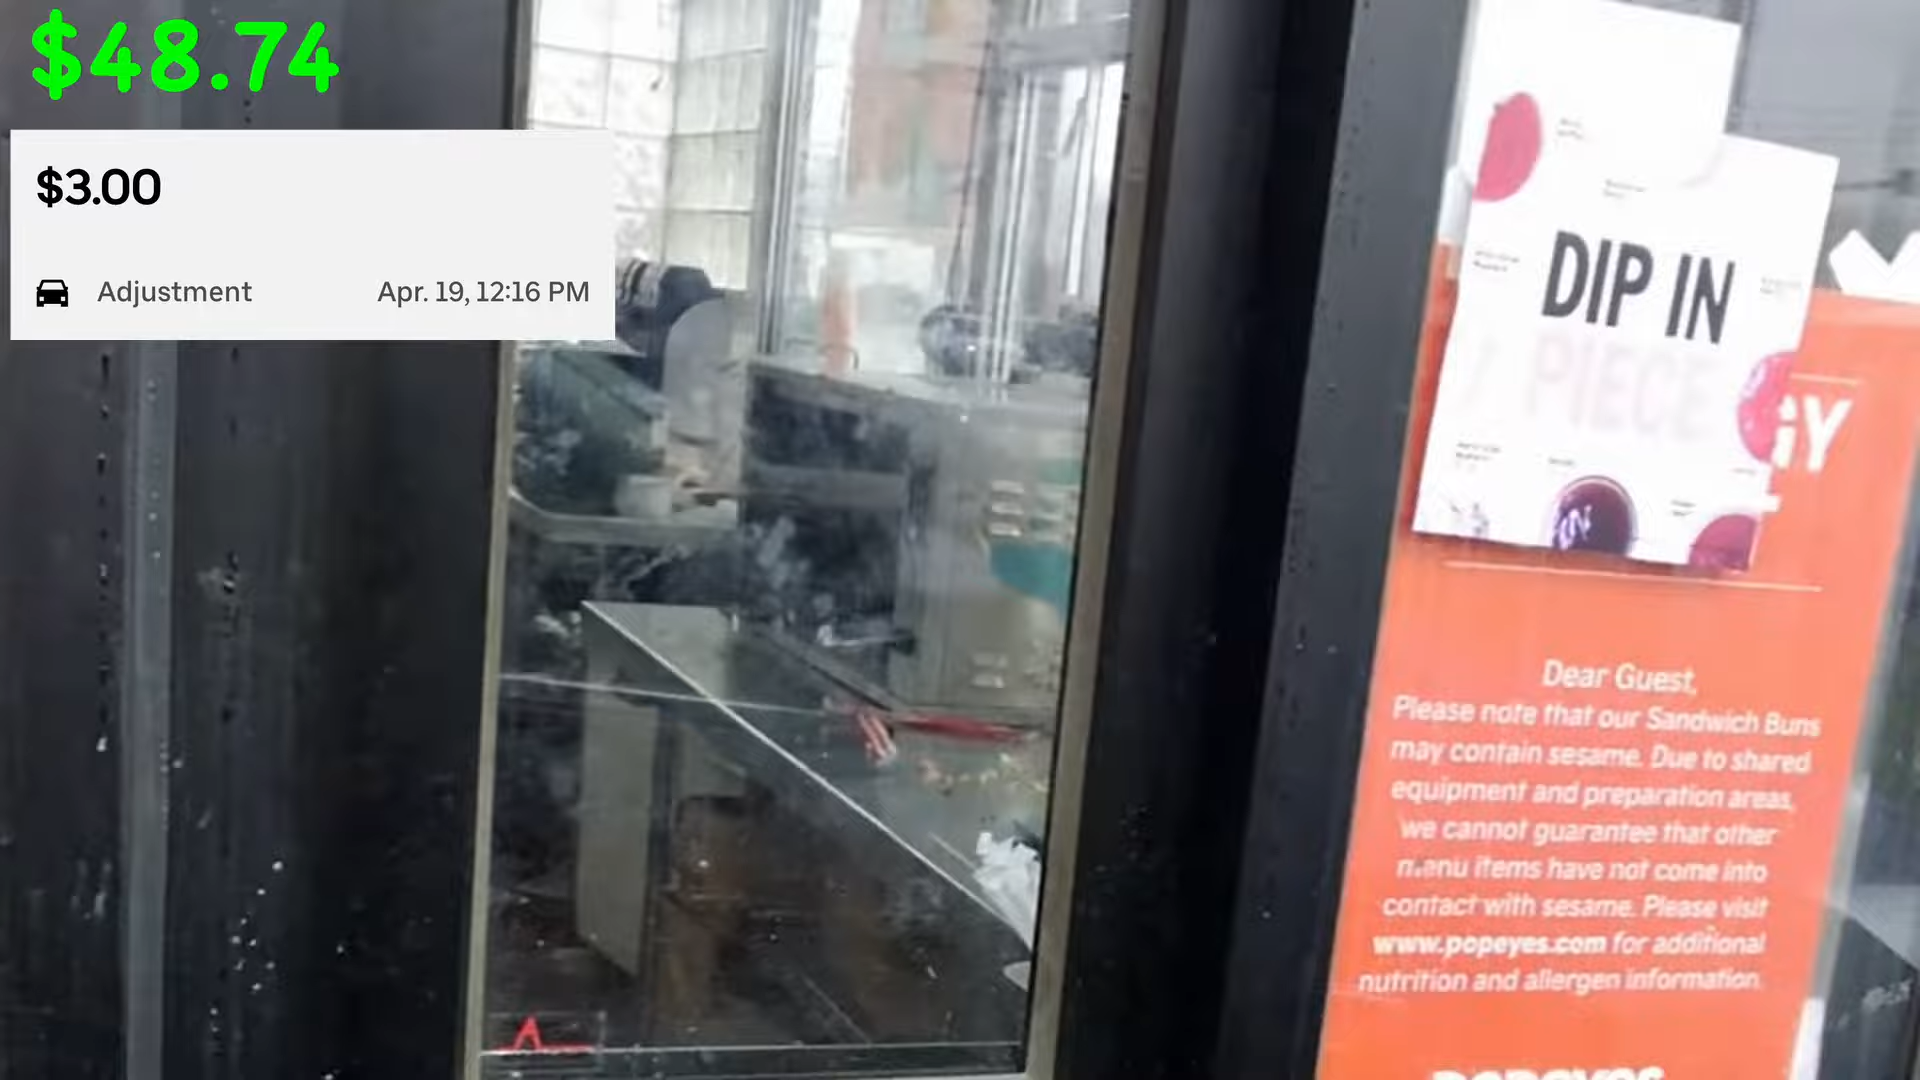 $48.74
$3.00
Adjustment
Apr. 19, 12:16 PM
DIP IN
PIECE
Dear Guest,
Please note that our Sandwich Buns
may contain sesame. Due to shared
equipment and preparation areas,
we cannot guarantee that other
menu items have not come into
contact with sesame. Please visit
www.popeyes.com for additional
nutrition and allergen information.
POPEYES